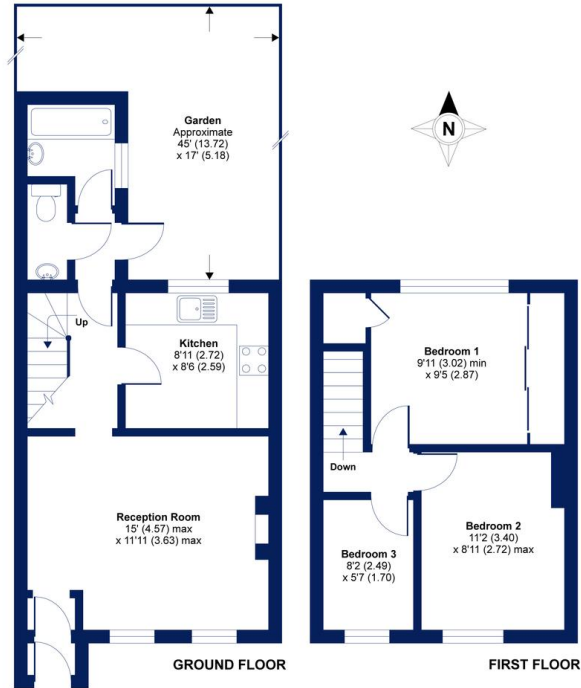 Garden
Approximate
45' (13.72)
x 17' (5.18)
N
Up
Kitchen
8'11 (2.72)
x 8'6 (2.59)
Bedroom 1
9'11 (3.02) min
x 9'5 (2.87)
Down
Reception Room
15' (4.57) max
x 11'11 (3.63) max
Bedroom 2
11'2 (3.40)
x 8'11 (2.72) max
Bedroom 3
8'2 (2.49)
x 5'7 (1.70)
GROUND FLOOR
FIRST FLOOR